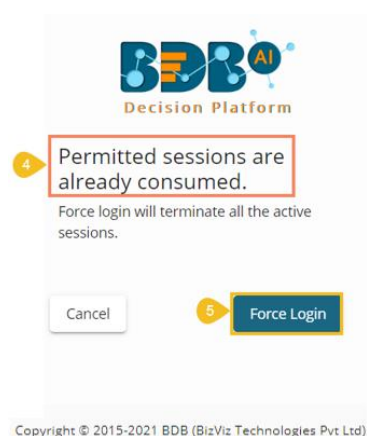 BDB AI
Decision Platform
4
Permitted sessions are
already consumed.
Force login will terminate all the active
sessions.
Cancel
5
Force Login
Copyright © 2015-2021 BDB (BizViz Technologies Pvt Ltd)